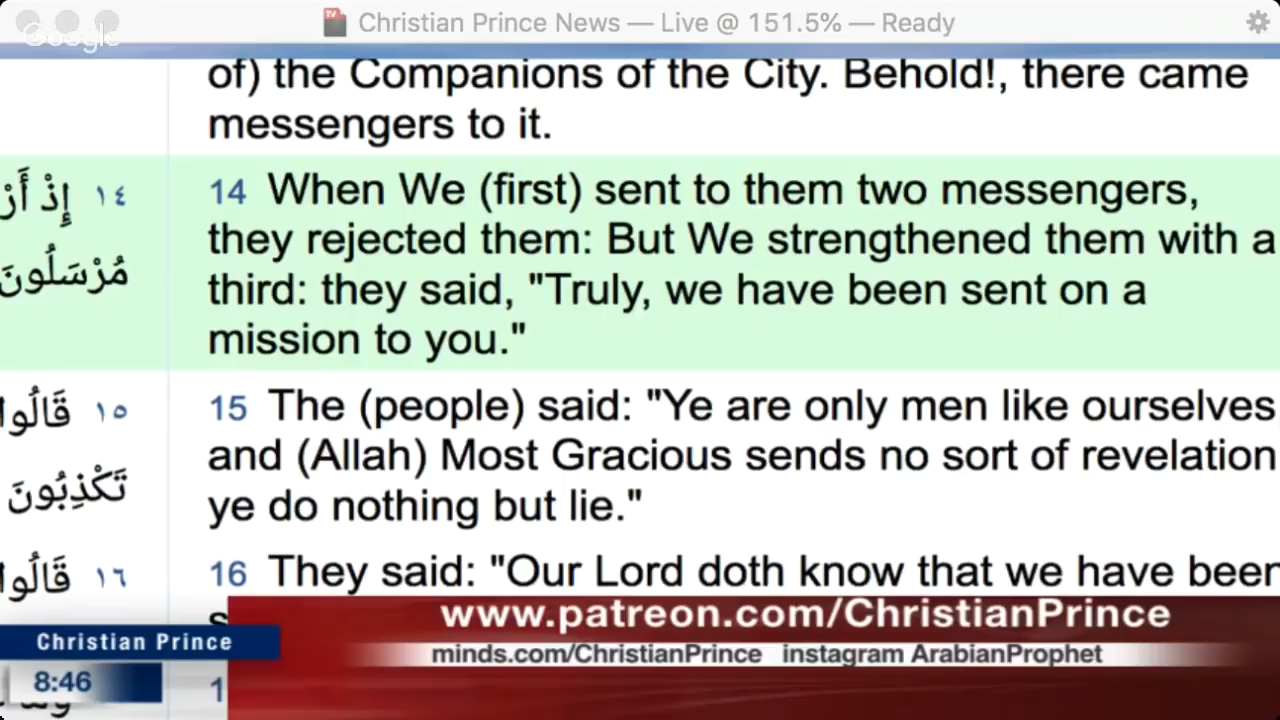 Christian Prince News — Live @ 151.5% — Ready
Google
of) the Companions of the City. Behold!, there came
messengers to it.
14 When We (first) sent to them two messengers,
they rejected them: But We strengthened them with a
third: they said, "Truly, we have been sent on a
mission to you."
١٤ إِذْ أَرْ
مُرْسَلُونَ
15 The (people) said: "Ye are only men like ourselves
and (Allah) Most Gracious sends no sort of revelation
ye do nothing but lie."
١٥ قَالُوا
تَكْذِبُونَ
16 They said: "Our Lord doth know that we have been
s
١٦ قَالُوا
www.patreon.com/ChristianPrince
minds.com/ChristianPrince instagram ArabianProphet
Christian Prince
8:46
1